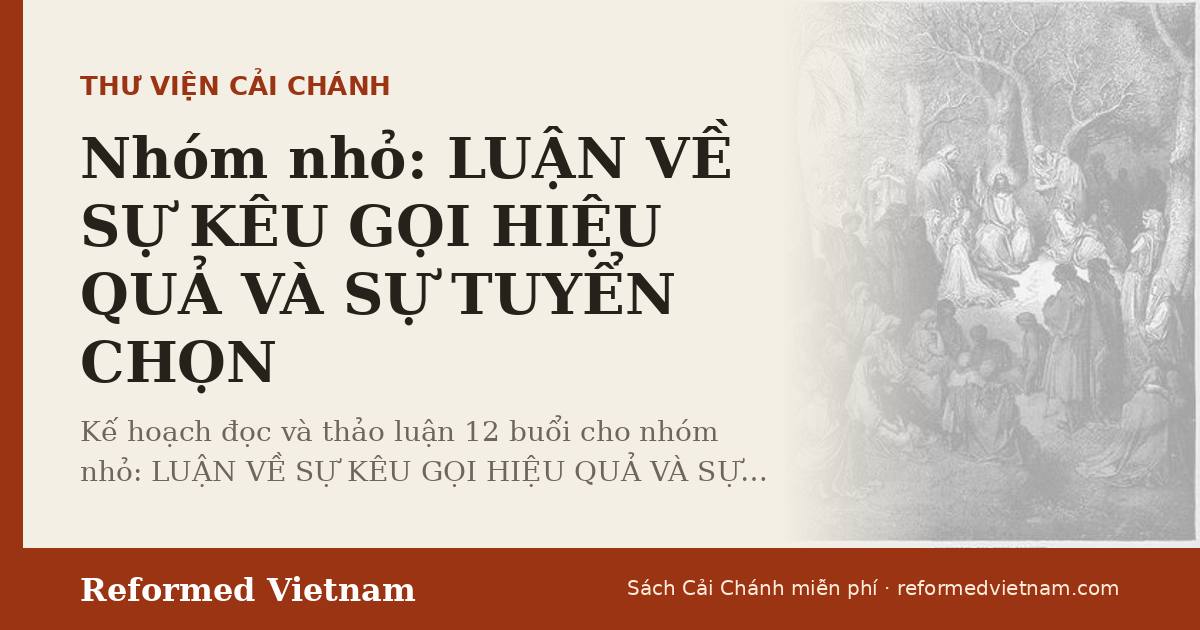 THƯ VIỆN CẢI CHÁNH
Nhóm nhỏ: LUẬN VỀ
SỰ KÊU GỌI HIỆU
QUẢ VÀ SỰ TUYỂN
CHỌN
Kế hoạch đọc và thảo luận 12 buổi cho nhóm
nhỏ: LUẬN VỀ SỰ KÊU GỌI HIỆU QUẢ VÀ SỰ...
Reformed Vietnam
Sách Cải Chánh miễn phí · reformedvietnam.com